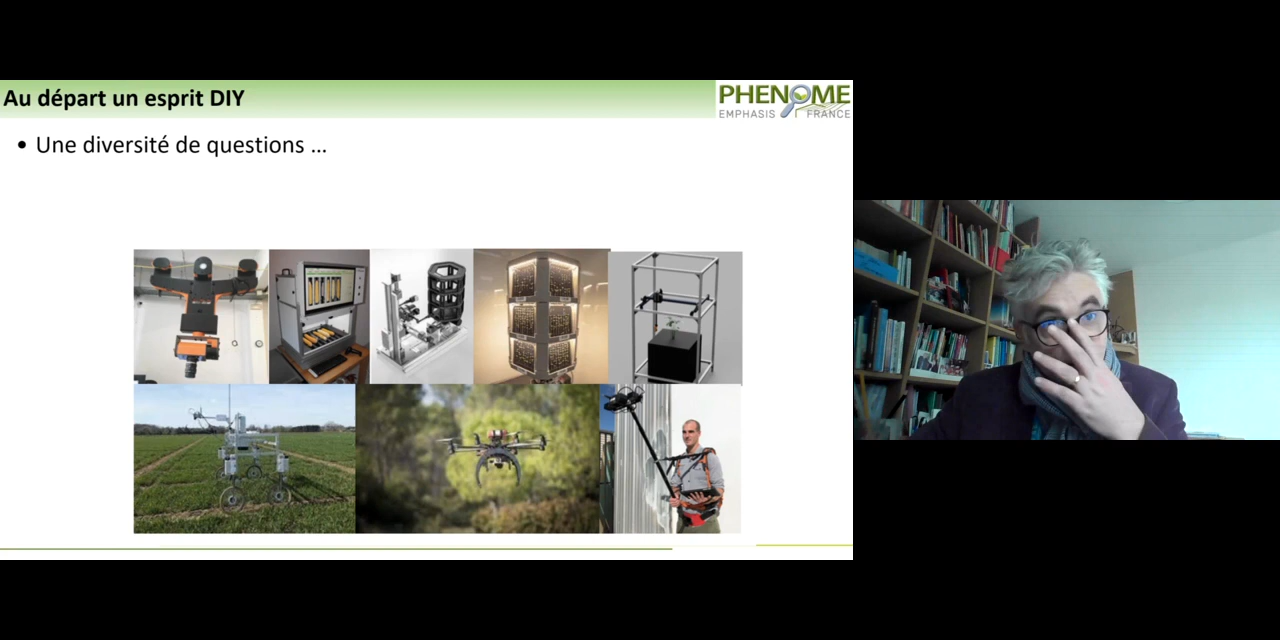 Au départ un esprit DIY
PHENOME
EMPHASIS FRANCE
• Une diversité de questions ...